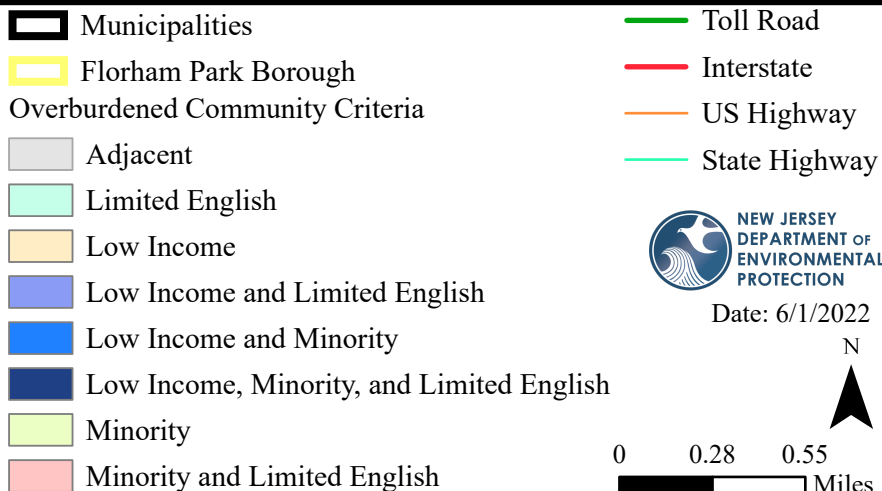 Municipalities
Florham Park Borough
Overburdened Community Criteria
Adjacent
Limited English
Low Income
Low Income and Limited English
Low Income and Minority
Low Income, Minority, and Limited English
Minority
Minority and Limited English
Toll Road
Interstate
US Highway
State Highway
NEW JERSEY
DEPARTMENT OF
ENVIRONMENTAL
PROTECTION
Date: 6/1/2022
N
0 0.28 0.55
Miles